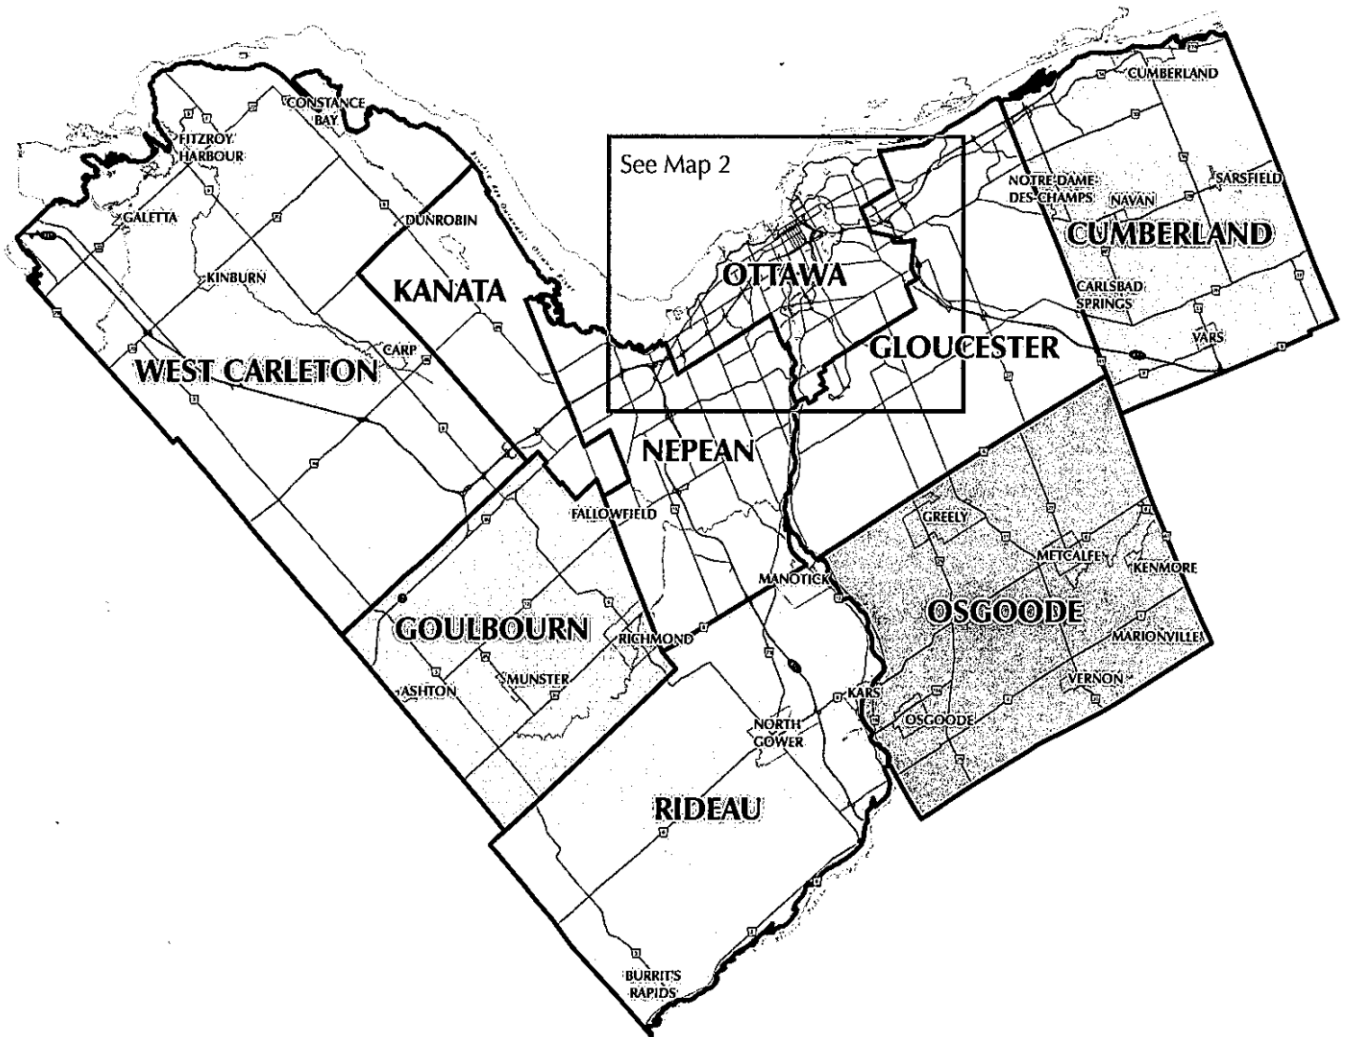 CUMBERLAND
CONSTANCE
BAY
FITZROY
HARBOUR
See Map 2
NOTRE-DAME-
DES-CHAMPS
SARSFIELD
NAVAN
GALETTA
DUNROBIN
CUMBERLAND
KINBURN
KANATA
OTTAWA
CARLSBAD
SPRINGS
VARS
CARP
GLOUCESTER
WEST CARLETON
NEPEAN
FALLOWFIELD
GREELY
METCALFE
KENMORE
MANOTICK
OSGOODE
GOULBOURN
RICHMOND
MARIONVILLE
MUNSTER
ASHTON
VERNON
KARS
OSGOODE
NORTH
GOWER
RIDEAU
BURRIT'S
RAPIDS